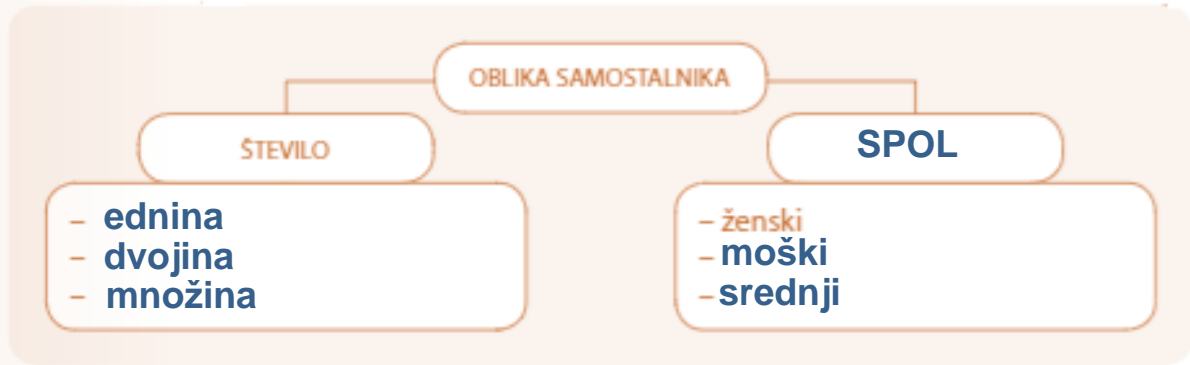 OBLIKA SAMOSTALNIKA
ŠTEVILO
– ednina
– dvojina
– množina
SPOL
– ženski
– moški
– srednji